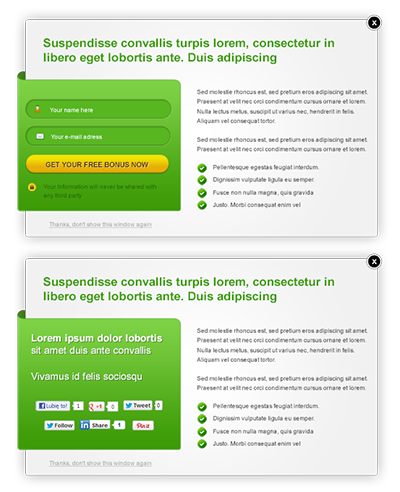 x
Suspendisse convallis turpis lorem, consectetur in
libero eget lobortis ante. Duis adipiscing
Your name here
Your e-mail adress
GET YOUR FREE BONUS NOW
Your Information will never be shared with
any third party.
Sed molestie rhoncus est, sed pretium eros adipiscing sit amet.
Praesent at velit nec orci condimentum cursus ornare et lorem.
Nulla lectus metus, suscipit ut varius nec, hendrerit in enim.
Aliquam vel consectetur tortor.
Sed molestie rhoncus est, sed pretium eros adipiscing sit amet.
Praesent at velit nec orci condimentum cursus ornare et lorem.
Pellentesque egestas feugiat interdum.
Dignissim vulputate ligula eu semper.
Fusce non nulla magna, quis gravida
Justo. Morbi consequat enim vel
Thanks, don't show this window again
x
Suspendisse convallis turpis lorem, consectetur in
libero eget lobortis ante. Duis adipiscing
Lorem ipsum dolor lobortis
sit amet duis ante convallis
Vivamus id felis sociosqu
Lubię to! 1 +1 0 Tweet 0
Follow Share 1 Pin it
Sed molestie rhoncus est, sed pretium eros adipiscing sit amet.
Praesent at velit nec orci condimentum cursus ornare et lorem.
Nulla lectus metus, suscipit ut varius nec, hendrerit in enim.
Aliquam vel consectetur tortor.
Sed molestie rhoncus est, sed pretium eros adipiscing sit amet.
Praesent at velit nec orci condimentum cursus ornare et lorem.
Pellentesque egestas feugiat interdum.
Dignissim vulputate ligula eu semper.
Fusce non nulla magna, quis gravida
Justo. Morbi consequat enim vel
Thanks, don't show this window again